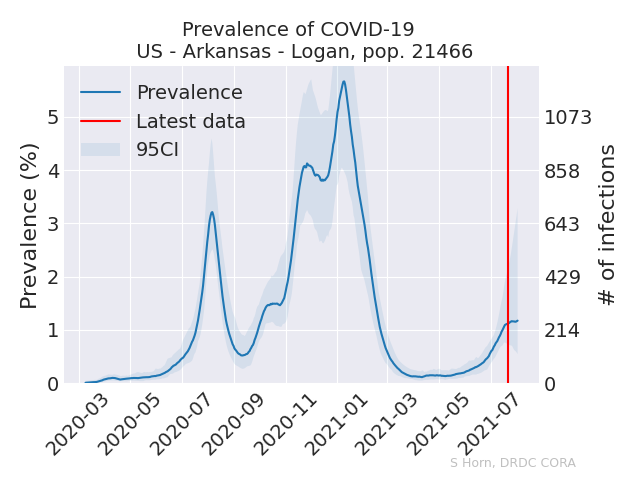 Prevalence of COVID-19
US - Arkansas - Logan, pop. 21466
Prevalence
Latest data
95CI
Prevalence (%)
5
4
3
2
1
0
1073
858
643
429
214
0
# of infections
2020-03
2020-05
2020-07
2020-09
2020-11
2021-01
2021-03
2021-05
2021-07
S Horn, DRDC CORA